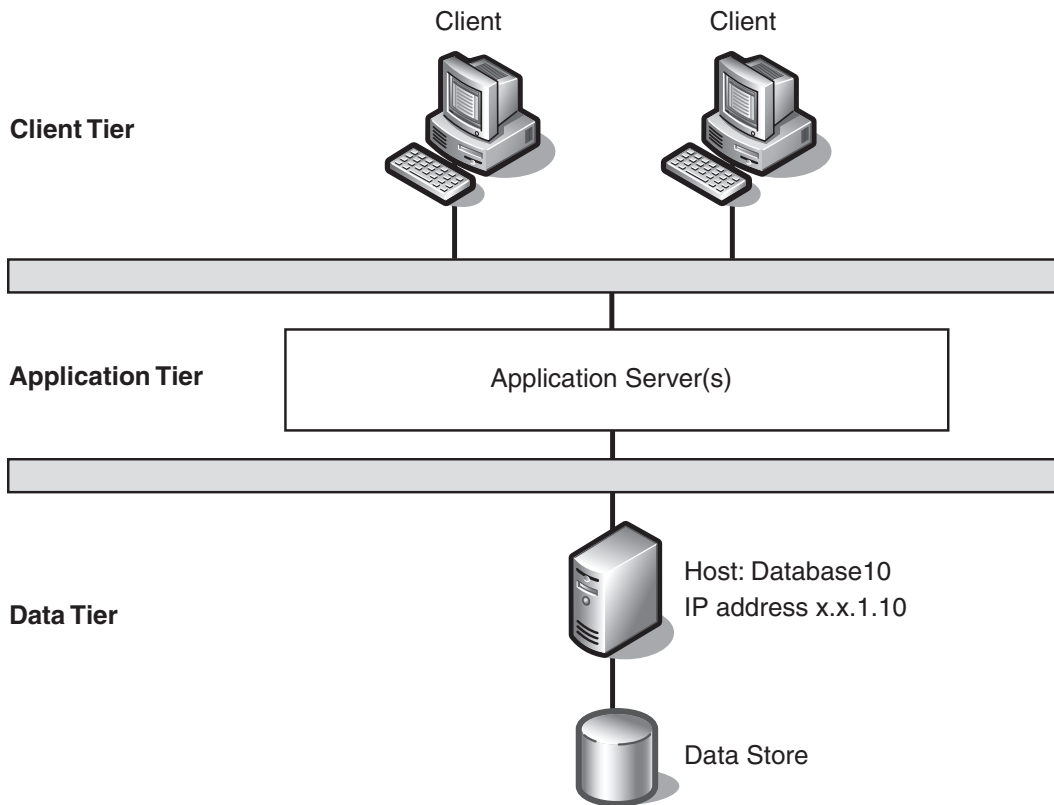 Client
Client
Client Tier
Application Tier
Application Server(s)
Host: Database10
IP address x.x.1.10
Data Tier
Data Store